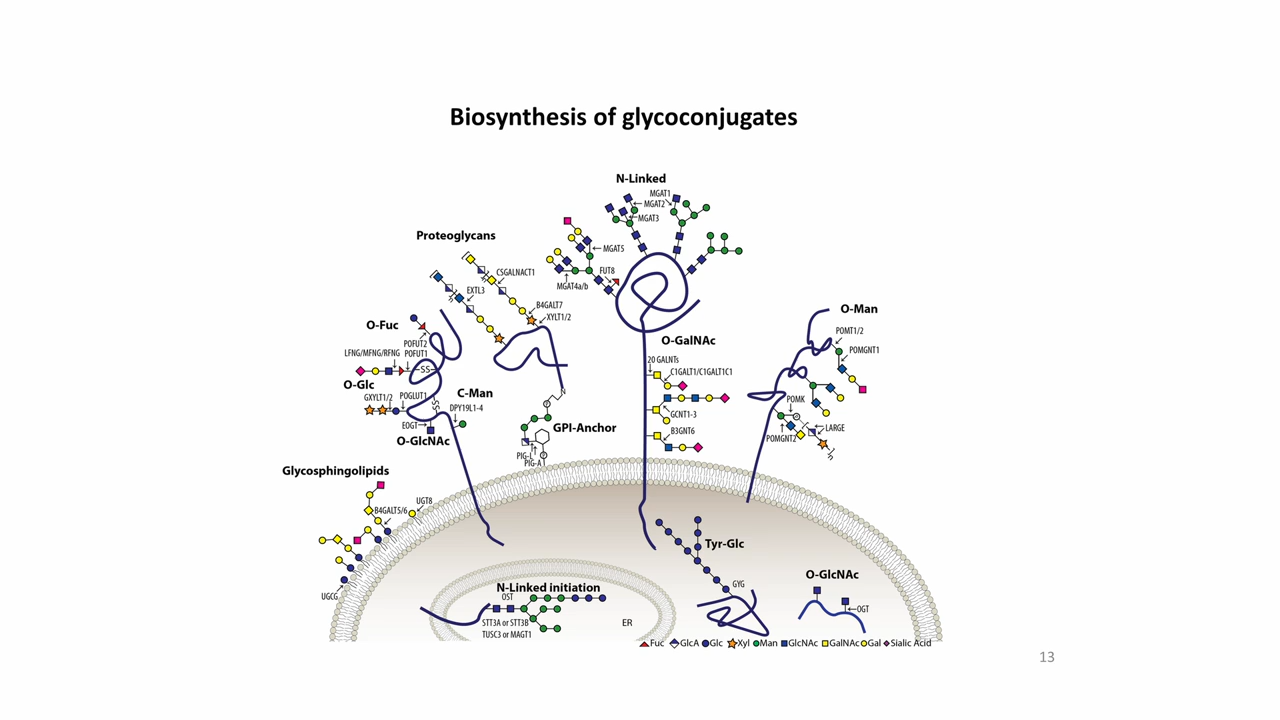 Biosynthesis of glycoconjugates
N-Linked
MGAT1
MGAT2
MGAT3
MGAT5
FUT8
MGAT4a/b
Proteoglycans
CSGALNACT1
EXTL3
B4GALT7
XYLT1/2
O-Fuc
POFUT2
LFNG/MFNG/RFNG POFUT1
SS
O-Glc
GXYLT1/2 POGLUT1
SS
EOGT
O-GlcNAc
C-Man
DPY19L1-4
N
P
GPI-Anchor
PIG-L
PIG-A
P
O-GalNAc
20 GALNTs
C1GALT1/C1GALT1C1
GCNT1-3
B3GNT6
O-Man
POMT1/2
POMGNT1
POMK
P
LARGE
POMGNT2
Glycosphingolipids
UGT8
B4GALT5/6
UGCG
N-Linked initiation
OST
STT3A or STT3B
TUSC3 or MAGT1
ER
Tyr-Glc
GYG
O-GlcNAc
OGT
Fuc GlcA Glc Xyl Man GlcNAc GalNAc Gal Sialic Acid
13